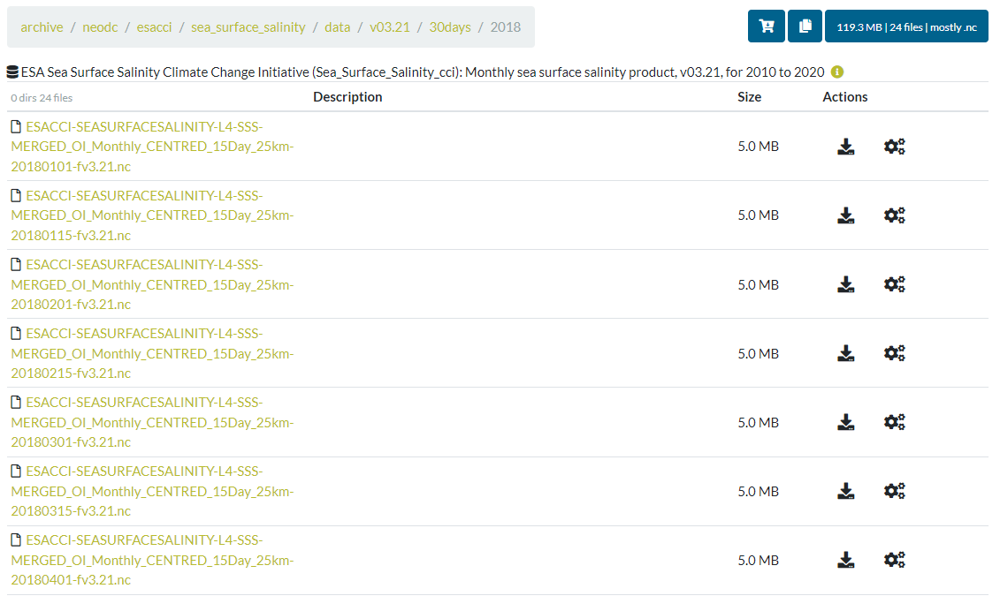 archive / neodc / esacci / sea_surface_salinity / data / v03.21 / 30days / 2018
119.3 MB | 24 files | mostly .nc
ESA Sea Surface Salinity Climate Change Initiative (Sea_Surface_Salinity_cci): Monthly sea surface salinity product, v03.21, for 2010 to 2020
0 dirs 24 files Description Size Actions
ESACCI-SEASURFACESALINITY-L4-SSS-
MERGED_OI_Monthly_CENTRED_15Day_25km- 5.0 MB
20180101-fv3.21.nc
ESACCI-SEASURFACESALINITY-L4-SSS-
MERGED_OI_Monthly_CENTRED_15Day_25km- 5.0 MB
20180115-fv3.21.nc
ESACCI-SEASURFACESALINITY-L4-SSS-
MERGED_OI_Monthly_CENTRED_15Day_25km- 5.0 MB
20180201-fv3.21.nc
ESACCI-SEASURFACESALINITY-L4-SSS-
MERGED_OI_Monthly_CENTRED_15Day_25km- 5.0 MB
20180215-fv3.21.nc
ESACCI-SEASURFACESALINITY-L4-SSS-
MERGED_OI_Monthly_CENTRED_15Day_25km- 5.0 MB
20180301-fv3.21.nc
ESACCI-SEASURFACESALINITY-L4-SSS-
MERGED_OI_Monthly_CENTRED_15Day_25km- 5.0 MB
20180315-fv3.21.nc
ESACCI-SEASURFACESALINITY-L4-SSS-
MERGED_OI_Monthly_CENTRED_15Day_25km- 5.0 MB
20180401-fv3.21.nc